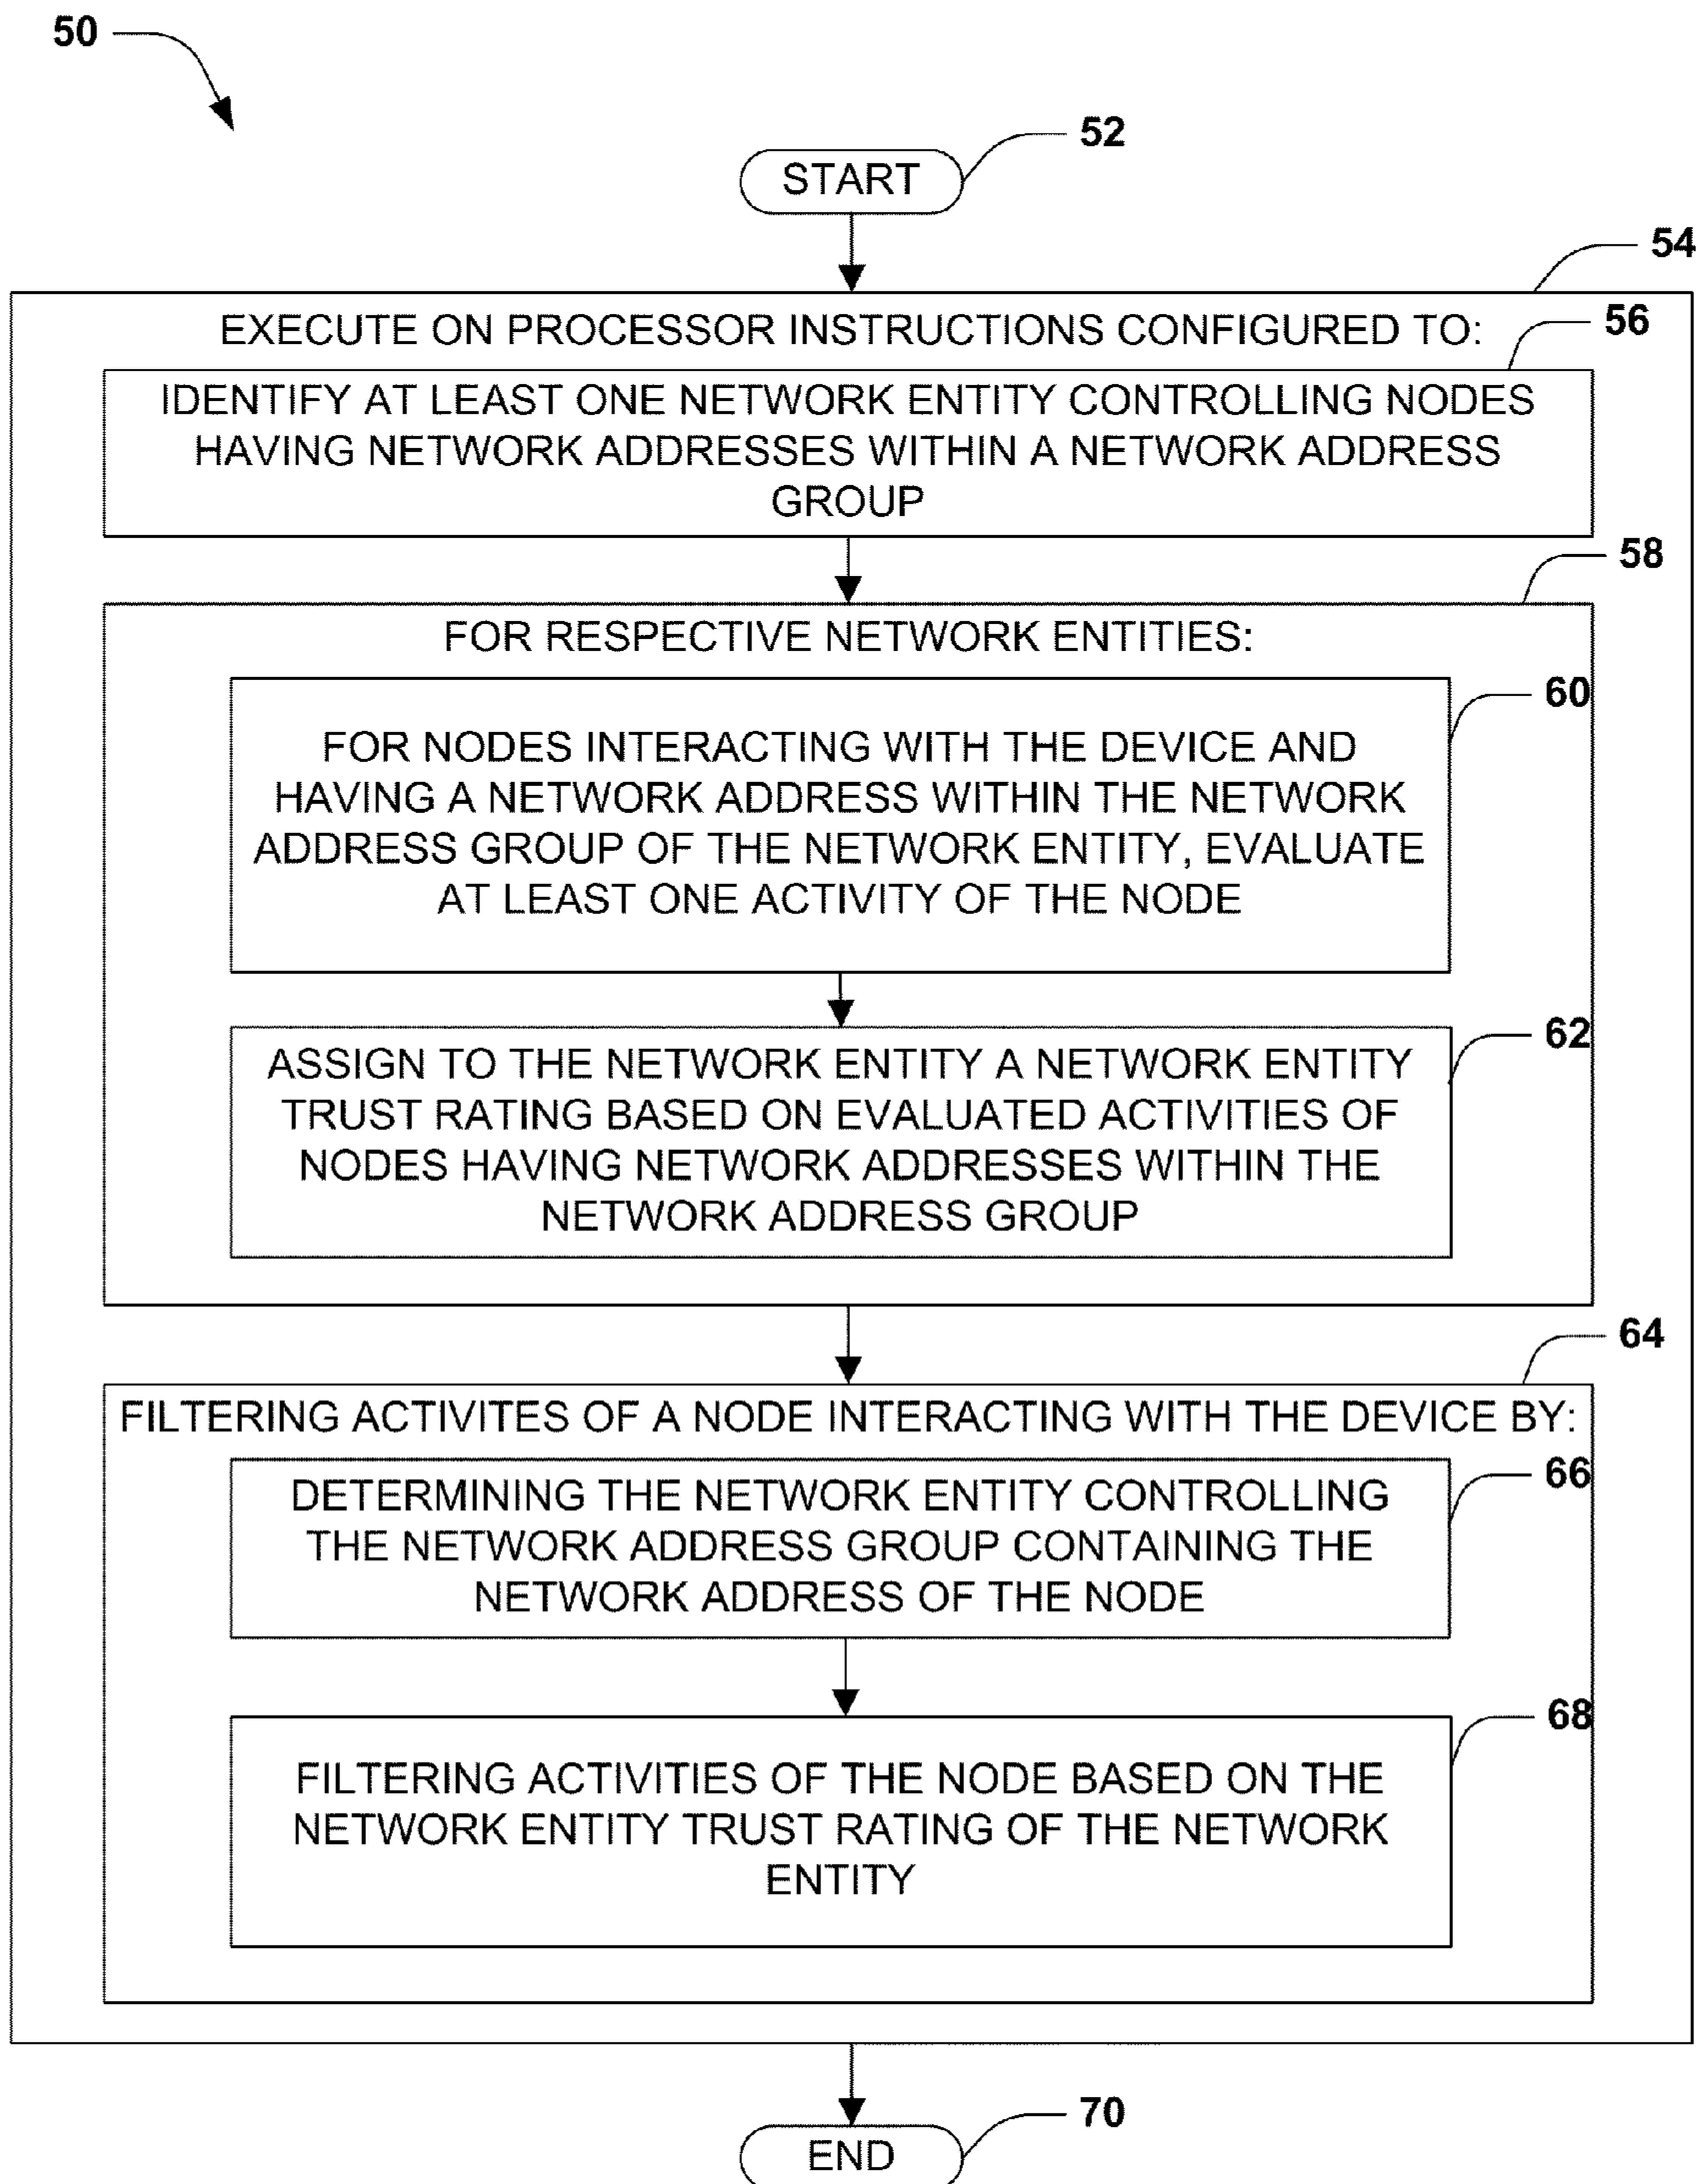 50
52
START
54
EXECUTE ON PROCESSOR INSTRUCTIONS CONFIGURED TO:
56
IDENTIFY AT LEAST ONE NETWORK ENTITY CONTROLLING NODES
HAVING NETWORK ADDRESSES WITHIN A NETWORK ADDRESS
GROUP
58
FOR RESPECTIVE NETWORK ENTITIES:
60
FOR NODES INTERACTING WITH THE DEVICE AND
HAVING A NETWORK ADDRESS WITHIN THE NETWORK
ADDRESS GROUP OF THE NETWORK ENTITY, EVALUATE
AT LEAST ONE ACTIVITY OF THE NODE
62
ASSIGN TO THE NETWORK ENTITY A NETWORK ENTITY
TRUST RATING BASED ON EVALUATED ACTIVITIES OF
NODES HAVING NETWORK ADDRESSES WITHIN THE
NETWORK ADDRESS GROUP
64
FILTERING ACTIVITES OF A NODE INTERACTING WITH THE DEVICE BY:
66
DETERMINING THE NETWORK ENTITY CONTROLLING
THE NETWORK ADDRESS GROUP CONTAINING THE
NETWORK ADDRESS OF THE NODE
68
FILTERING ACTIVITIES OF THE NODE BASED ON THE
NETWORK ENTITY TRUST RATING OF THE NETWORK
ENTITY
70
END